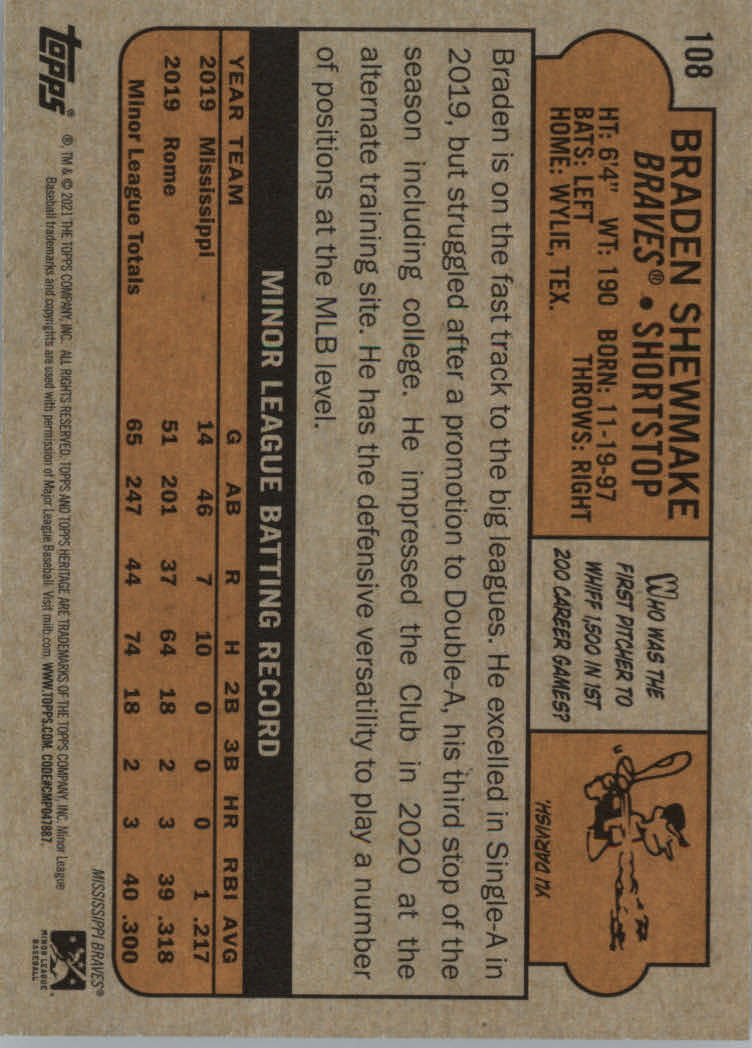 108
BRADEN SHEWMAKE
BRAVES® • SHORTSTOP
HT: 6'4" WT: 190 BORN: 11-19-97
BATS: LEFT THROWS: RIGHT
HOME: WYLIE, TEX.
WHO WAS THE
FIRST PITCHER TO
WHIFF 1,500 IN 1ST
200 CAREER GAMES?
YU DARVISH.
Braden is on the fast track to the big leagues. He excelled in Single-A in
2019, but struggled after a promotion to Double-A, his third stop of the
season including college. He impressed the Club in 2020 at the
alternate training site. He has the defensive versatility to play a number
of positions at the MLB level.
MINOR LEAGUE BATTING RECORD
YEAR TEAM G AB R H 2B 3B HR RBI AVG
2019 Mississippi 14 46 7 10 0 0 0 1 .217
2019 Rome 51 201 37 64 18 2 3 39 .318
Minor League Totals 65 247 44 74 18 2 3 40 .300
MISSISSIPPI BRAVES®
topps®
®, TM & © 2021 THE TOPPS COMPANY, INC. ALL RIGHTS RESERVED. TOPPS AND TOPPS HERITAGE ARE TRADEMARKS OF THE TOPPS COMPANY, INC. Minor League
Baseball trademarks and copyrights are used with permission of Major League Baseball. Visit milb.com. WWW.TOPPS.COM. CODE#CMP047887.
MINOR LEAGUE
BASEBALL